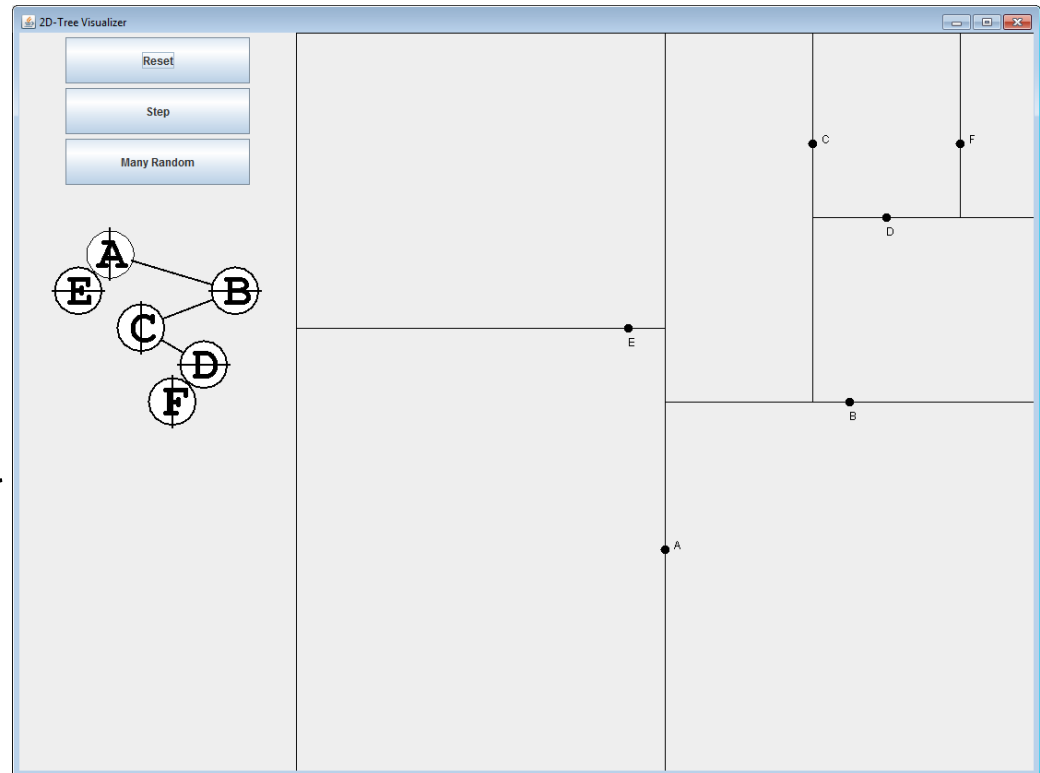 2D-Tree Visualizer
Reset
Step
Many Random
A
E
B
C
D
F
C
F
D
E
B
A